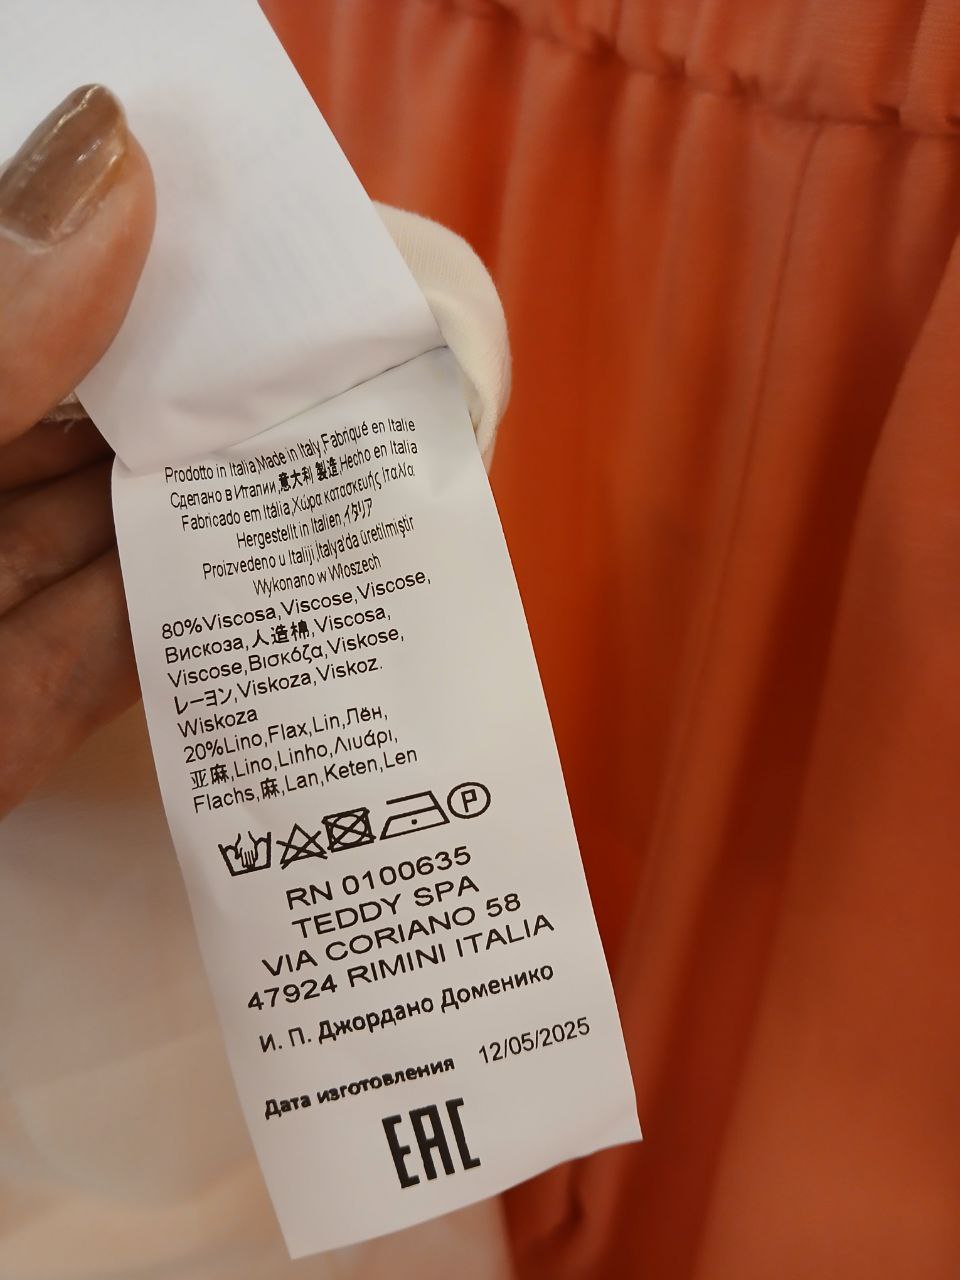 Prodotto in Italia,Made in Italy,Fabriqué en Italie
Сделано в Италии,意大利 製造,Hecho en Italia
Fabricado em Itália,Χώρα κατασκευής Ιταλία
Hergestellt in Italien,イタリア
Proizvedeno u Italiji,İtalya'da üretilmiştir
Wykonano w Wloszech
80%Viscosa,Viscose,Viscose,
Вискоза,人造棉,Viscosa,
Viscose,Βισκόζα,Viskose,
レーヨン,Viskoza,Viskoz.
Wiskoza
20%Lino,Flax,Lin,Лён,
亚麻,Lino,Linho,Λιυάρι,
Flachs,麻,Lan,Keten,Len
P
RN 0100635
TEDDY SPA
VIA CORIANO 58
47924 RIMINI ITALIA
И. П. Джордано Доменико
Дата изготовления 12/05/2025
EAC